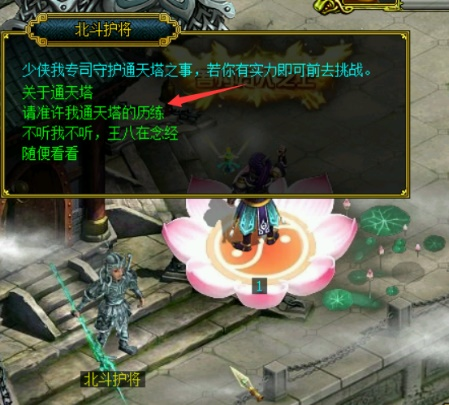 北斗护将
少侠我专司守护通天塔之事，若你有实力即可前去挑战。
关于通天塔
请准许我通天塔的历练
不听我不听，王八在念经
随便看看
1
北斗护将